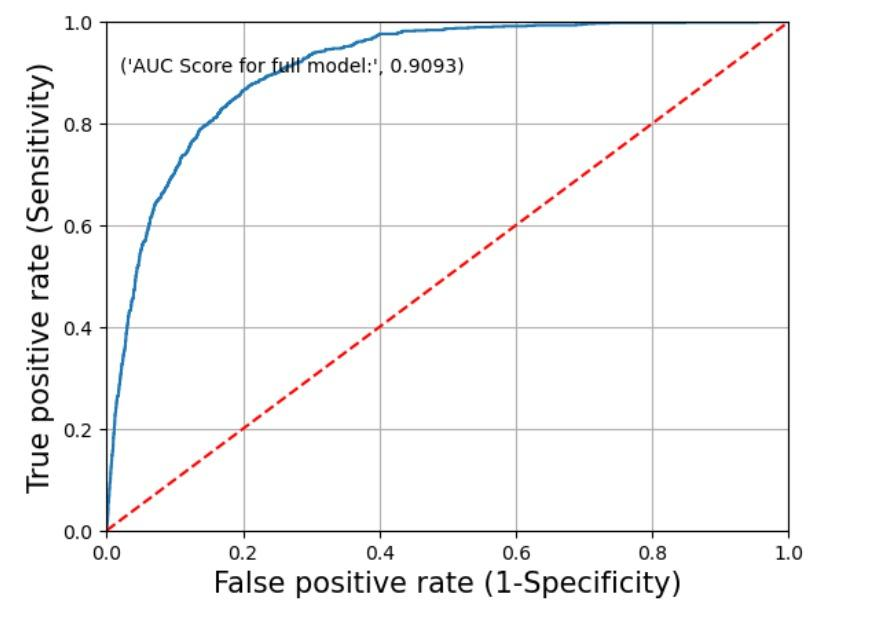 1.0
('AUC Score for full model:', 0.9093)
0.8
0.6
0.4
0.2
0.0
0.0 0.2 0.4 0.6 0.8 1.0
True positive rate (Sensitivity)
False positive rate (1-Specificity)